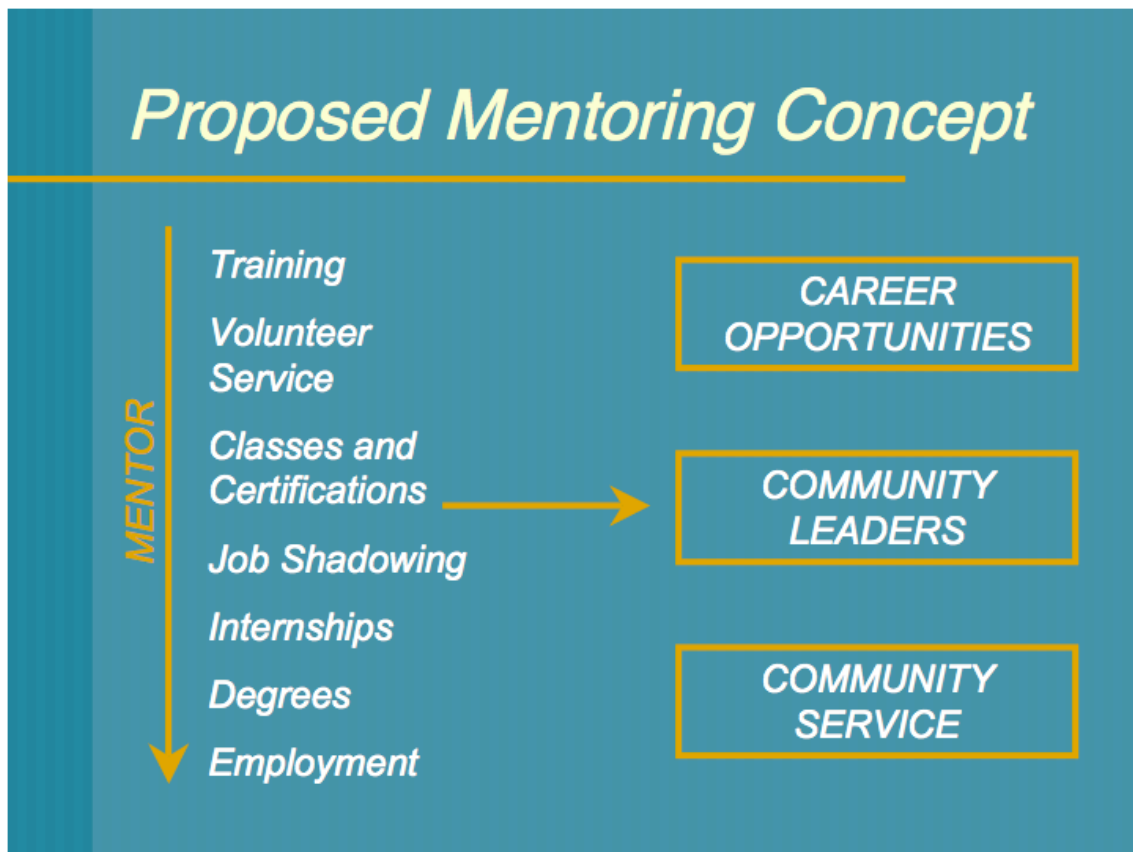 Proposed Mentoring Concept
MENTOR
Training
Volunteer
Service
Classes and
Certifications
Job Shadowing
Internships
Degrees
Employment
CAREER
OPPORTUNITIES
COMMUNITY
LEADERS
COMMUNITY
SERVICE